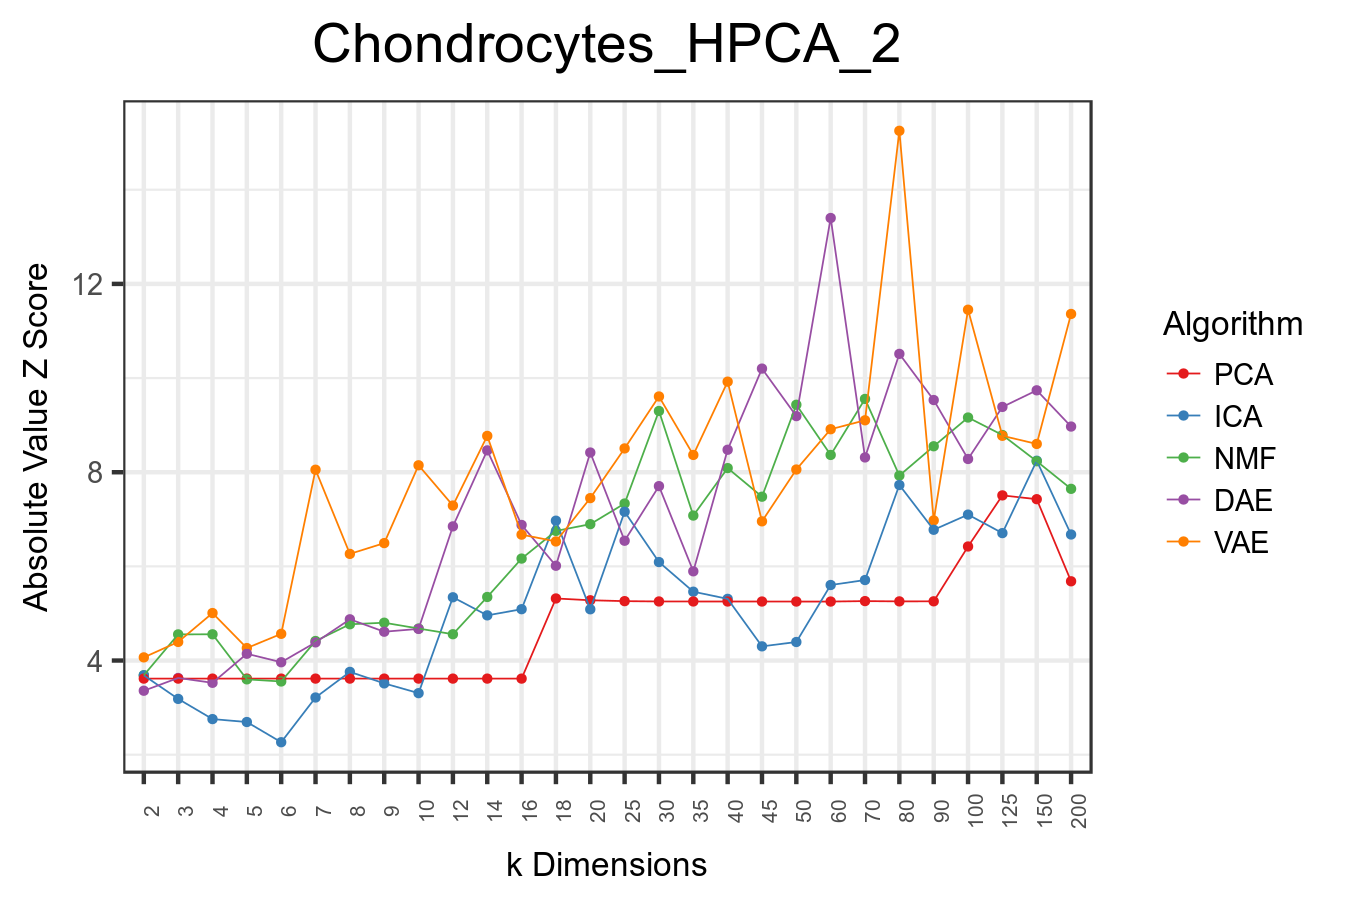 Chondrocytes_HPCA_2
Absolute Value Z Score
12
8
4
2 3 4 5 6 7 8 9 10 12 14 16 18 20 25 30 35 40 45 50 60 70 80 90 100 125 150 200
k Dimensions
Algorithm
PCA
ICA
NMF
DAE
VAE